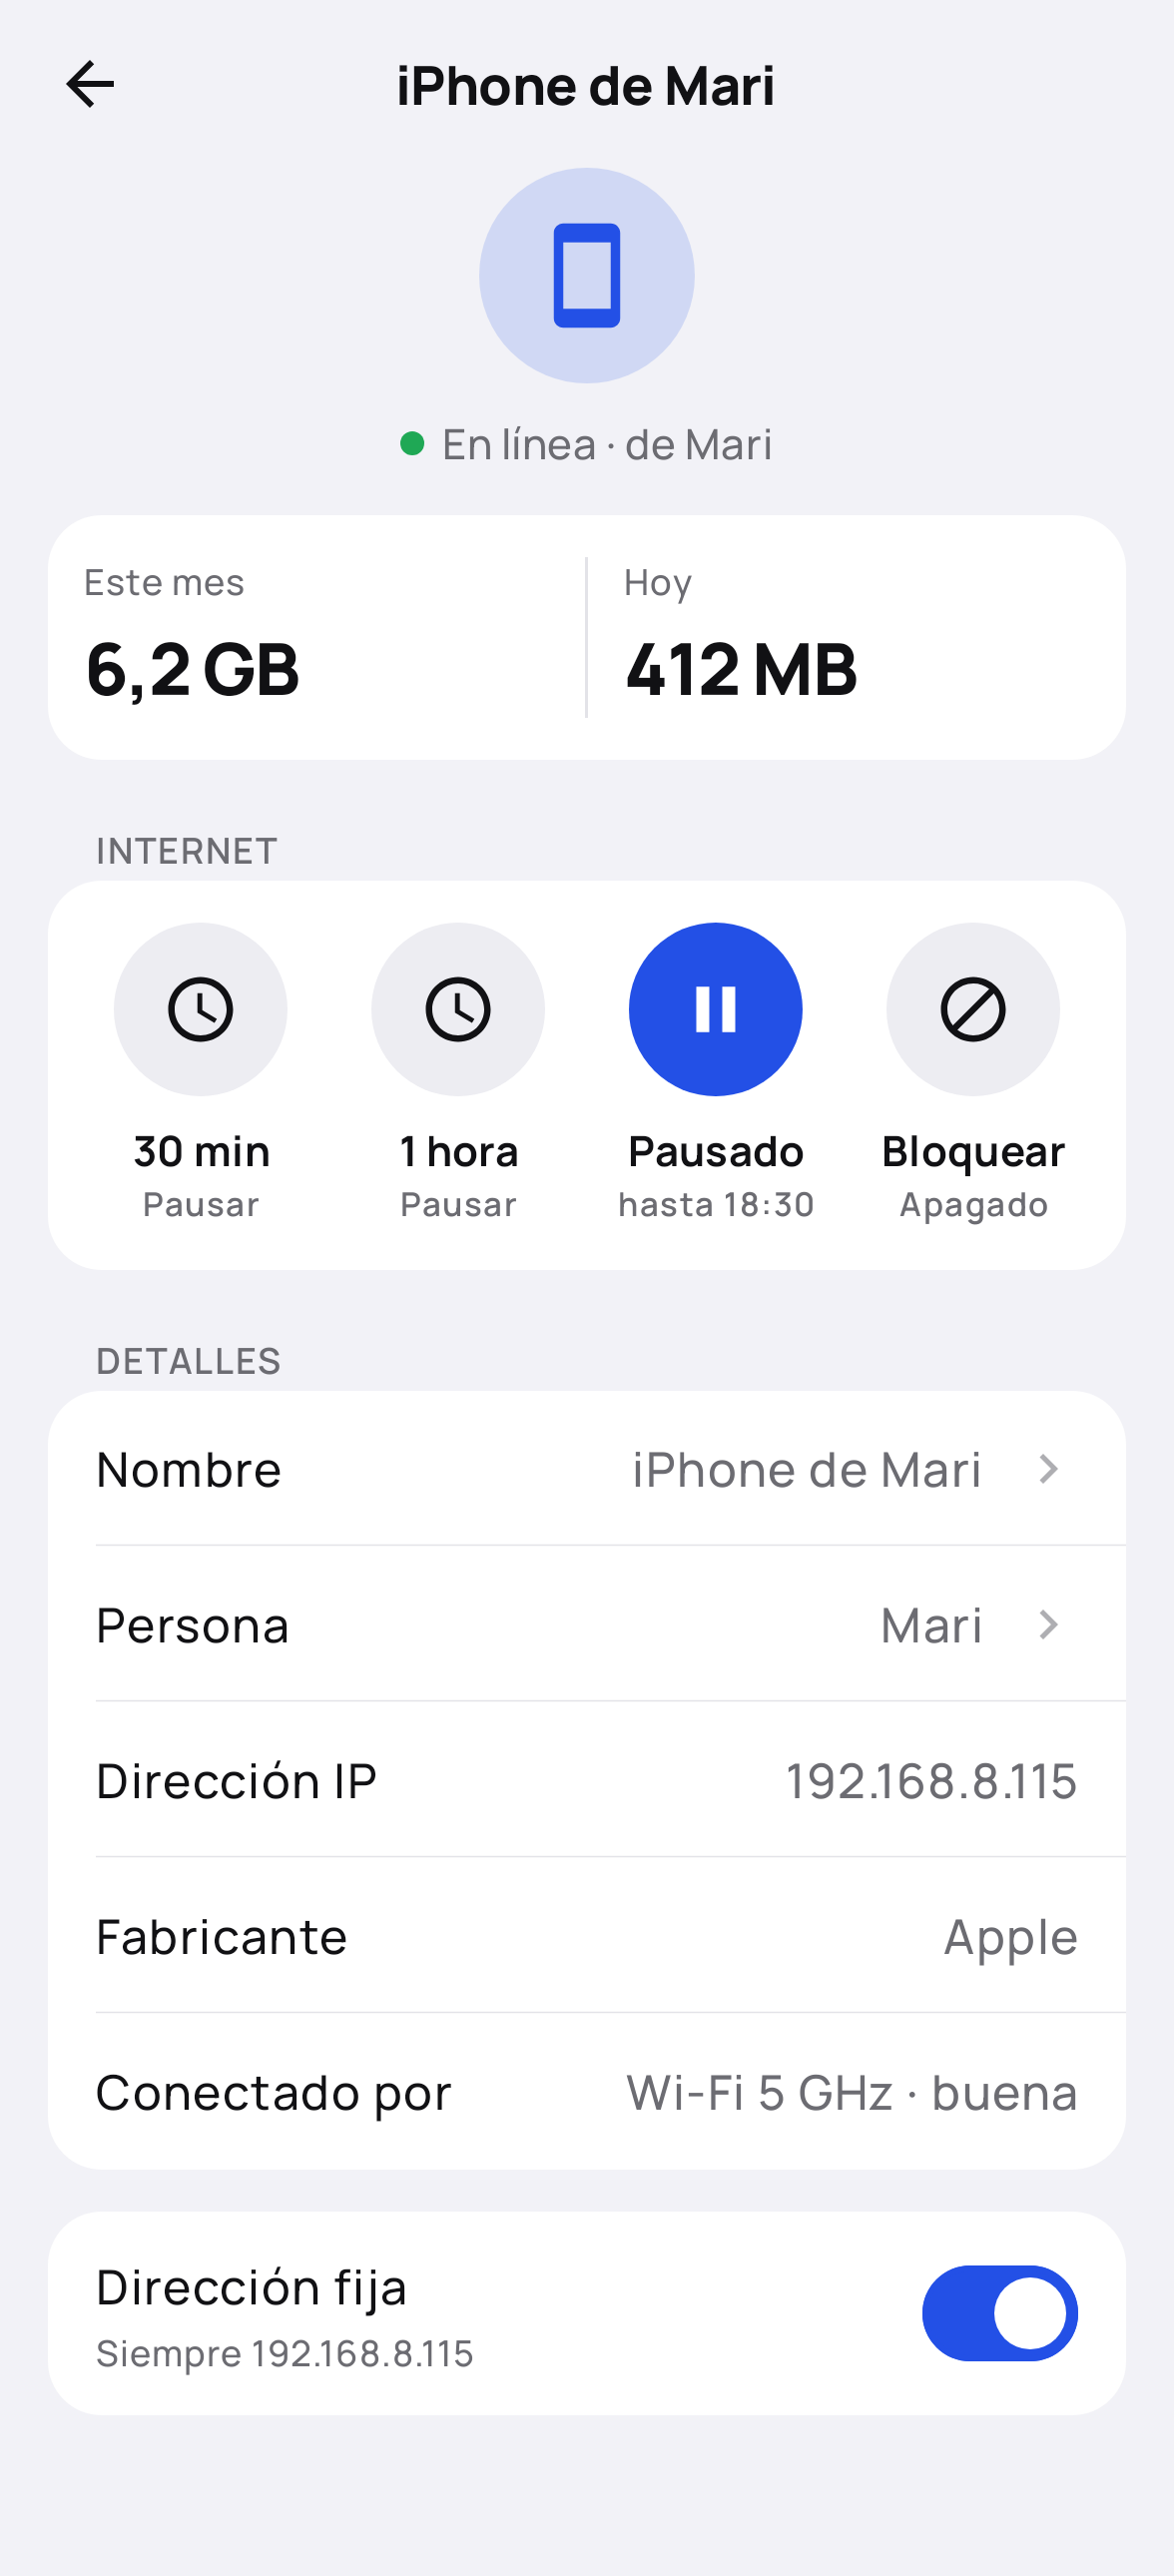 iPhone de Mari
En línea · de Mari
Este mes
Hoy
6,2 GB
412 MB
INTERNET
30 min
1 hora
Pausado
Bloquear
Pausar
Pausar
hasta 18:30
Apagado
DETALLES
Nombre
iPhone de Mari
Persona
Mari
Dirección IP
192.168.8.115
Fabricante
Apple
Conectado por
Wi-Fi 5 GHz · buena
Dirección fija
Siempre 192.168.8.115